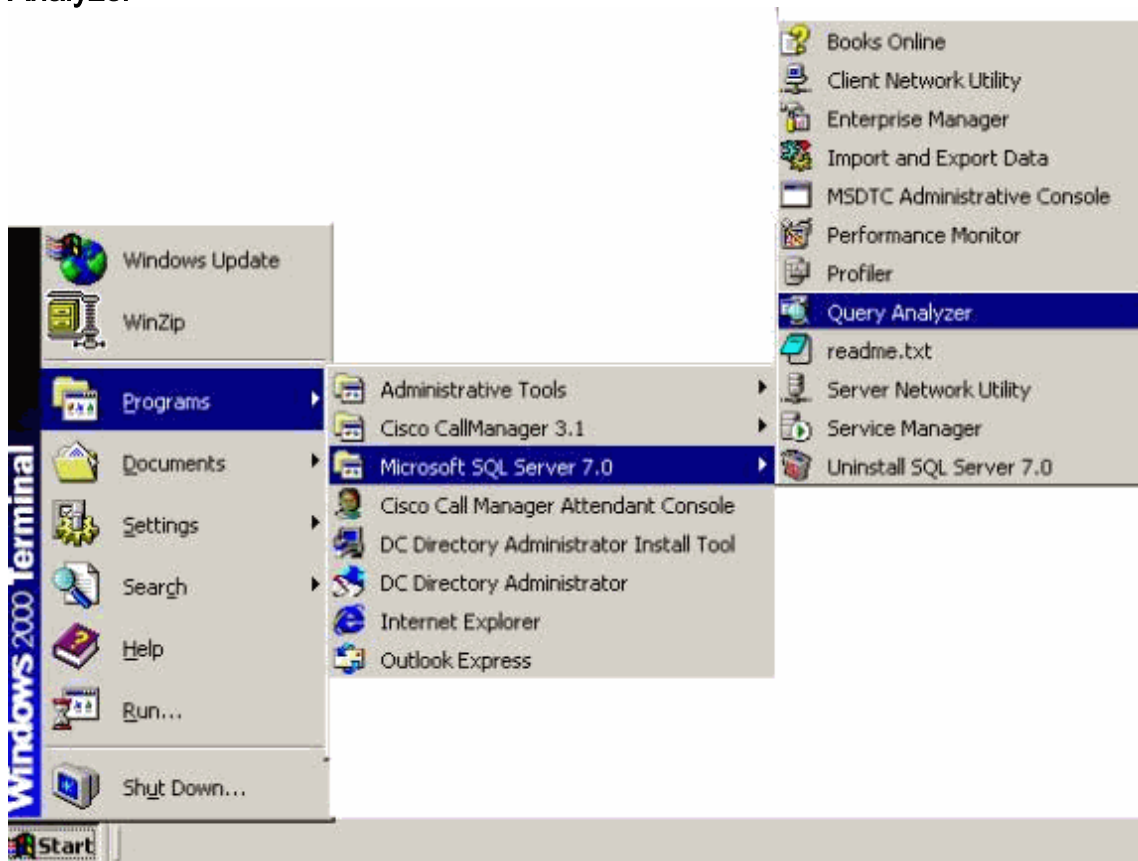 Analyzer
Books Online
Client Network Utility
Enterprise Manager
Import and Export Data
MSDTC Administrative Console
Performance Monitor
Profiler
Query Analyzer
readme.txt
Server Network Utility
Service Manager
Uninstall SQL Server 7.0
Windows Update
WinZip
Programs
Documents
Settings
Search
Help
Run...
Shut Down...
Administrative Tools
Cisco CallManager 3.1
Microsoft SQL Server 7.0
Cisco Call Manager Attendant Console
DC Directory Administrator Install Tool
DC Directory Administrator
Internet Explorer
Outlook Express
Windows 2000 Terminal
Start